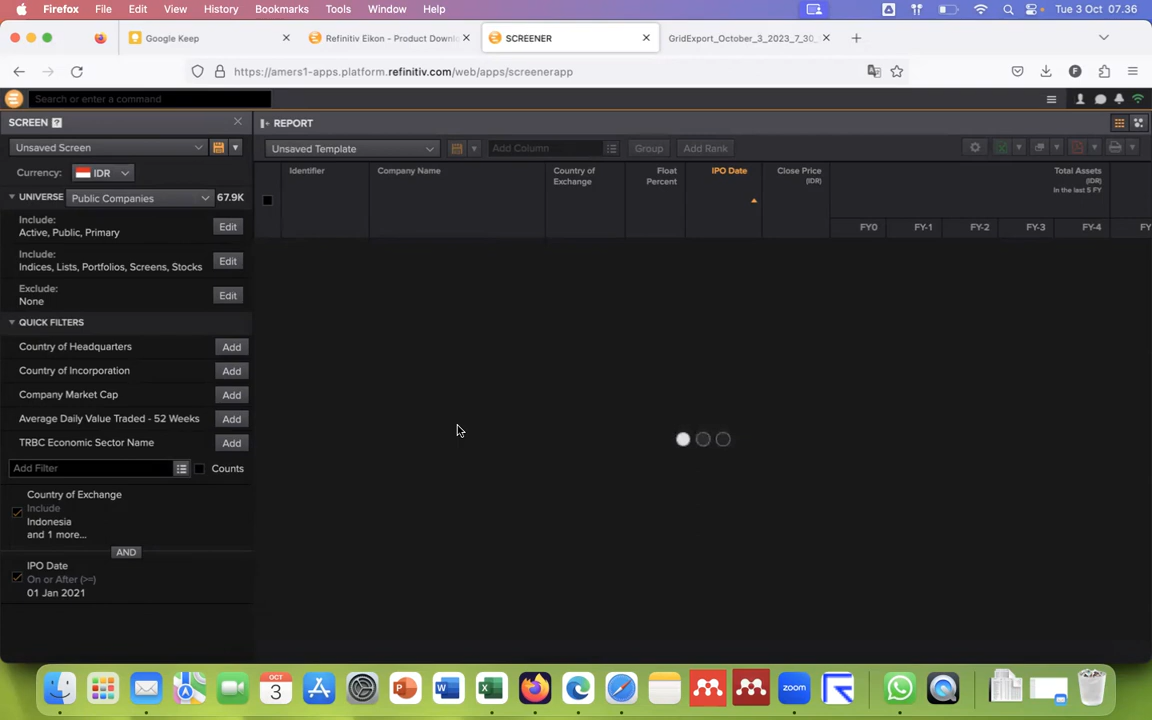 Firefox File Edit View History Bookmarks Tools Window Help Tue 3 Oct 07.36
Google Keep Refinitiv Eikon – Product Downl SCREENER GridExport_October_3_2023_7_30_
https://amers1-apps.platform.refinitiv.com/web/apps/screenerapp
Search or enter a command
SCREEN ?
REPORT
Unsaved Screen
Unsaved Template Add Column Group Add Rank
Currency: IDR
UNIVERSE Public Companies 67.9K
Include:
Active, Public, Primary Edit
Include:
Indices, Lists, Portfolios, Screens, Stocks Edit
Exclude:
None Edit
QUICK FILTERS
Country of Headquarters Add
Country of Incorporation Add
Company Market Cap Add
Average Daily Value Traded - 52 Weeks Add
TRBC Economic Sector Name Add
Add Filter Counts
Country of Exchange
Include
Indonesia
and 1 more...
AND
IPO Date
On or After (>=)
01 Jan 2021
Identifier
Company Name
Country of
Exchange
Float
Percent
IPO Date
Close Price
(IDR)
Total Assets
(IDR)
In the last 5 FY
FY0 FY-1 FY-2 FY-3 FY-4 FY
OCT
3
zoom